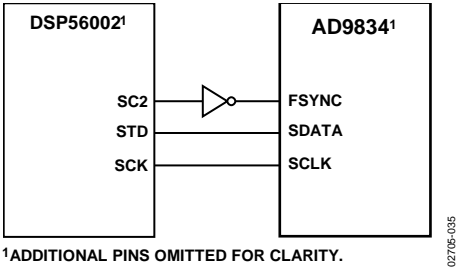 DSP56002¹
AD9834¹
SC2
FSYNC
STD
SDATA
SCK
SCLK
¹ADDITIONAL PINS OMITTED FOR CLARITY.
02705-035